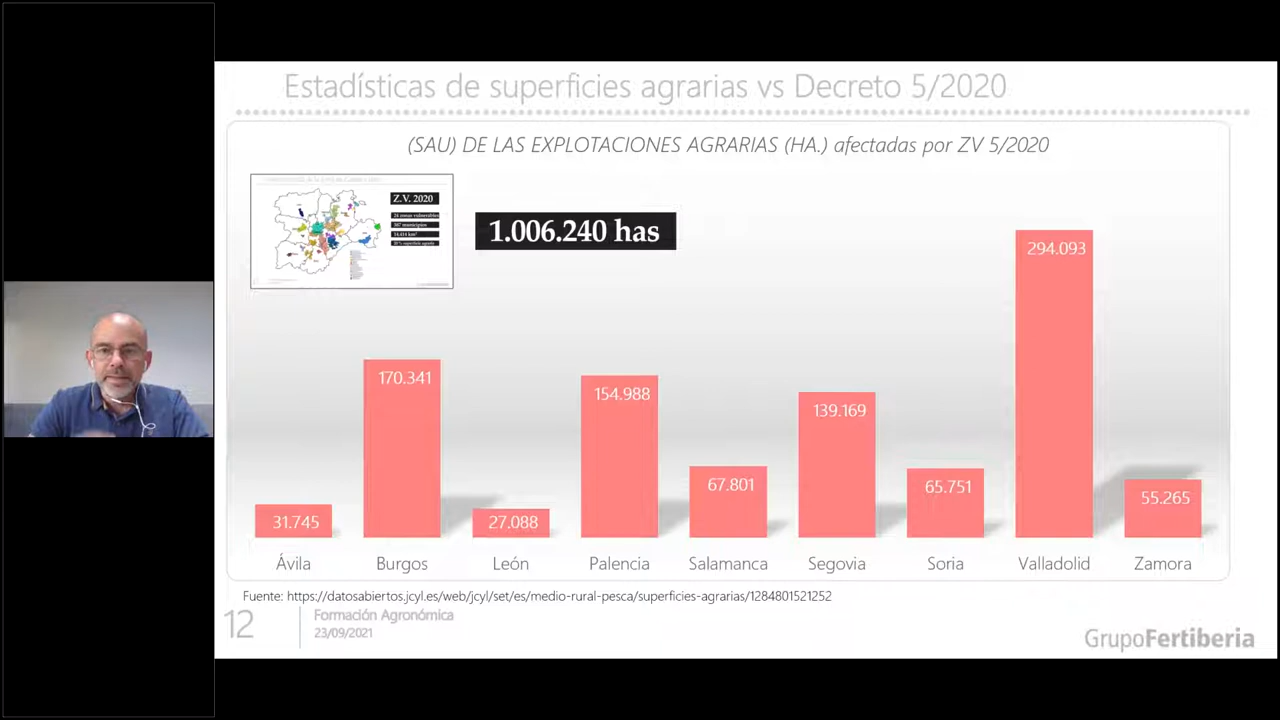 Estadísticas de superficies agrarias vs Decreto 5/2020
(SAU) DE LAS EXPLOTACIONES AGRARIAS (HA.) afectadas por ZV 5/2020
Z.V. 2020
1.006.240 has
31.745
170.341
27.088
154.988
67.801
139.169
65.751
294.093
55.265
Ávila
Burgos
León
Palencia
Salamanca
Segovia
Soria
Valladolid
Zamora
Fuente: https://datosabiertos.jcyl.es/web/jcyl/set/es/medio-rural-pesca/superficies-agrarias/1284801521252
12
Formación Agronómica
23/09/2021
GrupoFertiberia